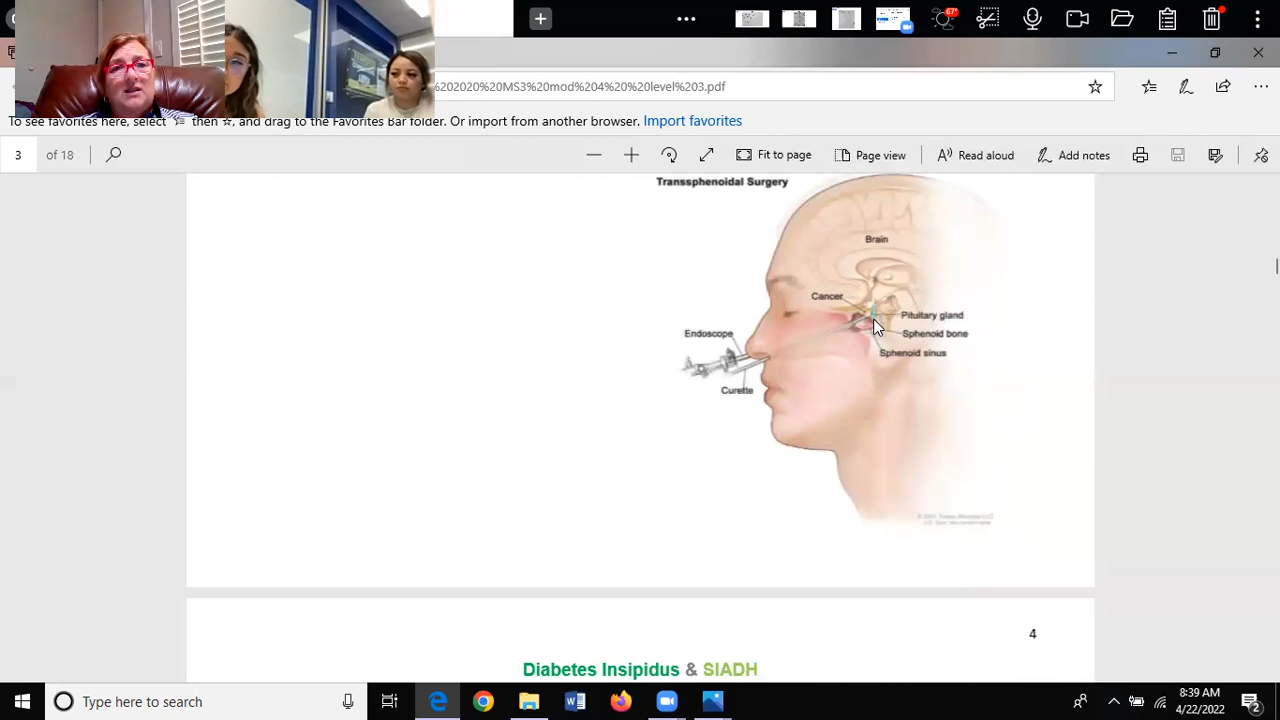 67°
%202020%20MS3%20mod%204%20%20level%203.pdf
To see favorites here, select then , and drag to the Favorites Bar folder. Or import from another browser. Import favorites
3 of 18
Fit to page
Page view
Read aloud
Add notes
Transsphenoidal Surgery
Brain
Cancer
Pituitary gland
Endoscope
Sphenoid bone
Sphenoid sinus
Curette
4
Diabetes Insipidus & SIADH
Type here to search
8:39 AM
4/22/2022
2